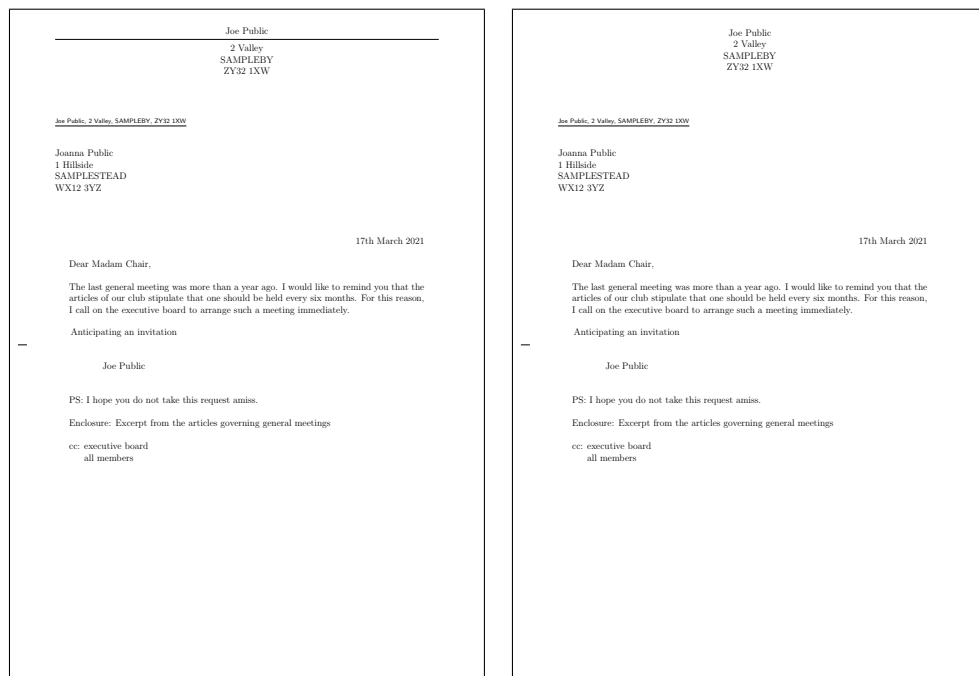 Joe Public
2 Valley
SAMPLEBY
ZY32 1XW
Joe Public, 2 Valley, SAMPLEBY, ZY32 1XW
Joanna Public
1 Hillside
SAMPLESTEAD
WX12 3YZ
17th March 2021
Dear Madam Chair,
The last general meeting was more than a year ago. I would like to remind you that the
articles of our club stipulate that one should be held every six months. For this reason,
I call on the executive board to arrange such a meeting immediately.
Anticipating an invitation
Joe Public
PS: I hope you do not take this request amiss.
Enclosure: Excerpt from the articles governing general meetings
cc: executive board
all members
Joe Public
2 Valley
SAMPLEBY
ZY32 1XW
Joe Public, 2 Valley, SAMPLEBY, ZY32 1XW
Joanna Public
1 Hillside
SAMPLESTEAD
WX12 3YZ
17th March 2021
Dear Madam Chair,
The last general meeting was more than a year ago. I would like to remind you that the
articles of our club stipulate that one should be held every six months. For this reason,
I call on the executive board to arrange such a meeting immediately.
Anticipating an invitation
Joe Public
PS: I hope you do not take this request amiss.
Enclosure: Excerpt from the articles governing general meetings
cc: executive board
all members